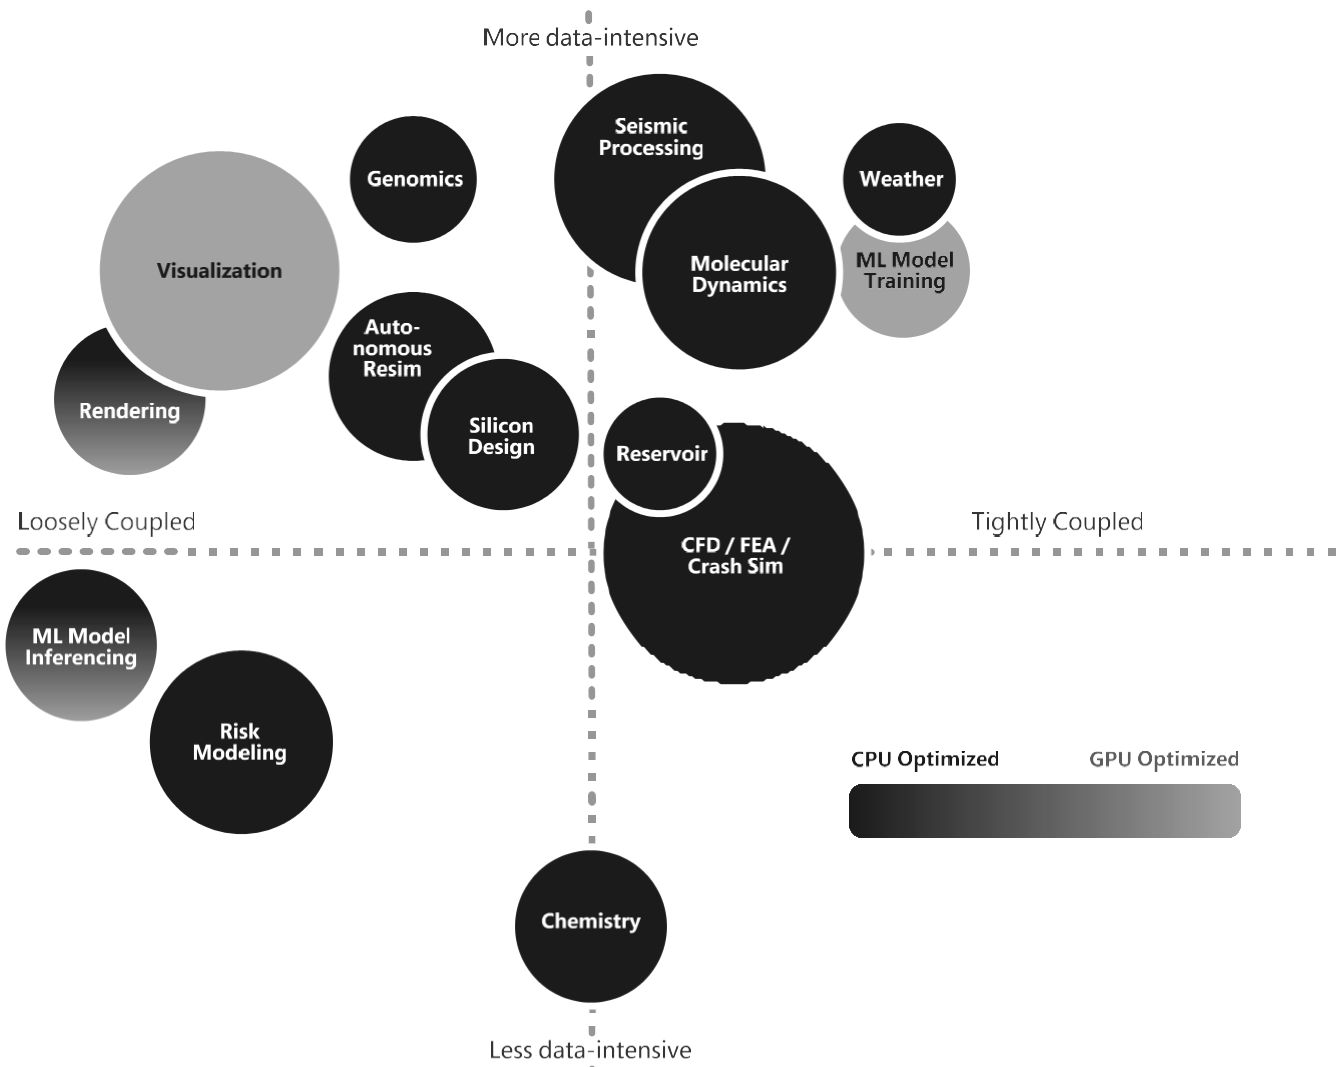 More data-intensive
Seismic
Processing
Genomics
Weather
Visualization
Molecular
Dynamics
ML Model
Training
Auto-
nomous
Resim
Rendering
Silicon
Design
Reservoir
Loosely Coupled
Tightly Coupled
CFD / FEA /
Crash Sim
ML Model
Inferencing
Risk
Modeling
CPU Optimized
GPU Optimized
Chemistry
Less data-intensive